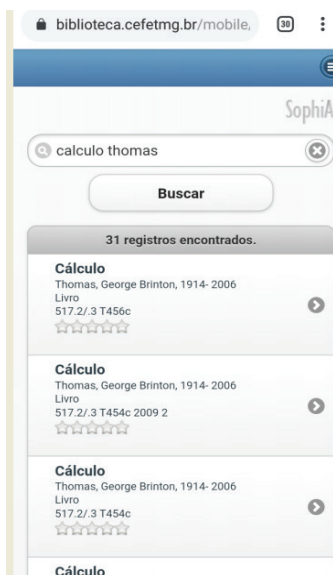 biblioteca.cefetmg.br/mobile.
30
SophiA
calculo thomas
Buscar
31 registros encontrados.
Cálculo
Thomas, George Brinton, 1914- 2006
Livro
517.2/.3 T456c
Cálculo
Thomas, George Brinton, 1914- 2006
Livro
517.2/.3 T454c 2009 2
Cálculo
Thomas, George Brinton, 1914- 2006
Livro
517.2/.3 T454c
Cálculo